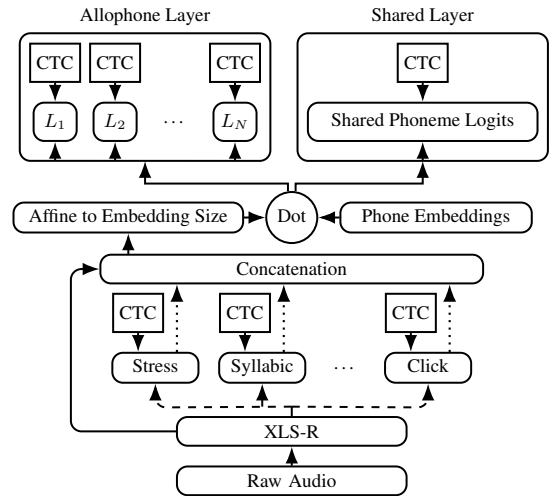 Allophone Layer
Shared Layer
CTC CTC CTC
CTC
L1 L2 ... LN
Shared Phoneme Logits
Affine to Embedding Size
Dot
Phone Embeddings
Concatenation
CTC CTC CTC
Stress Syllabic ... Click
XLS-R
Raw Audio